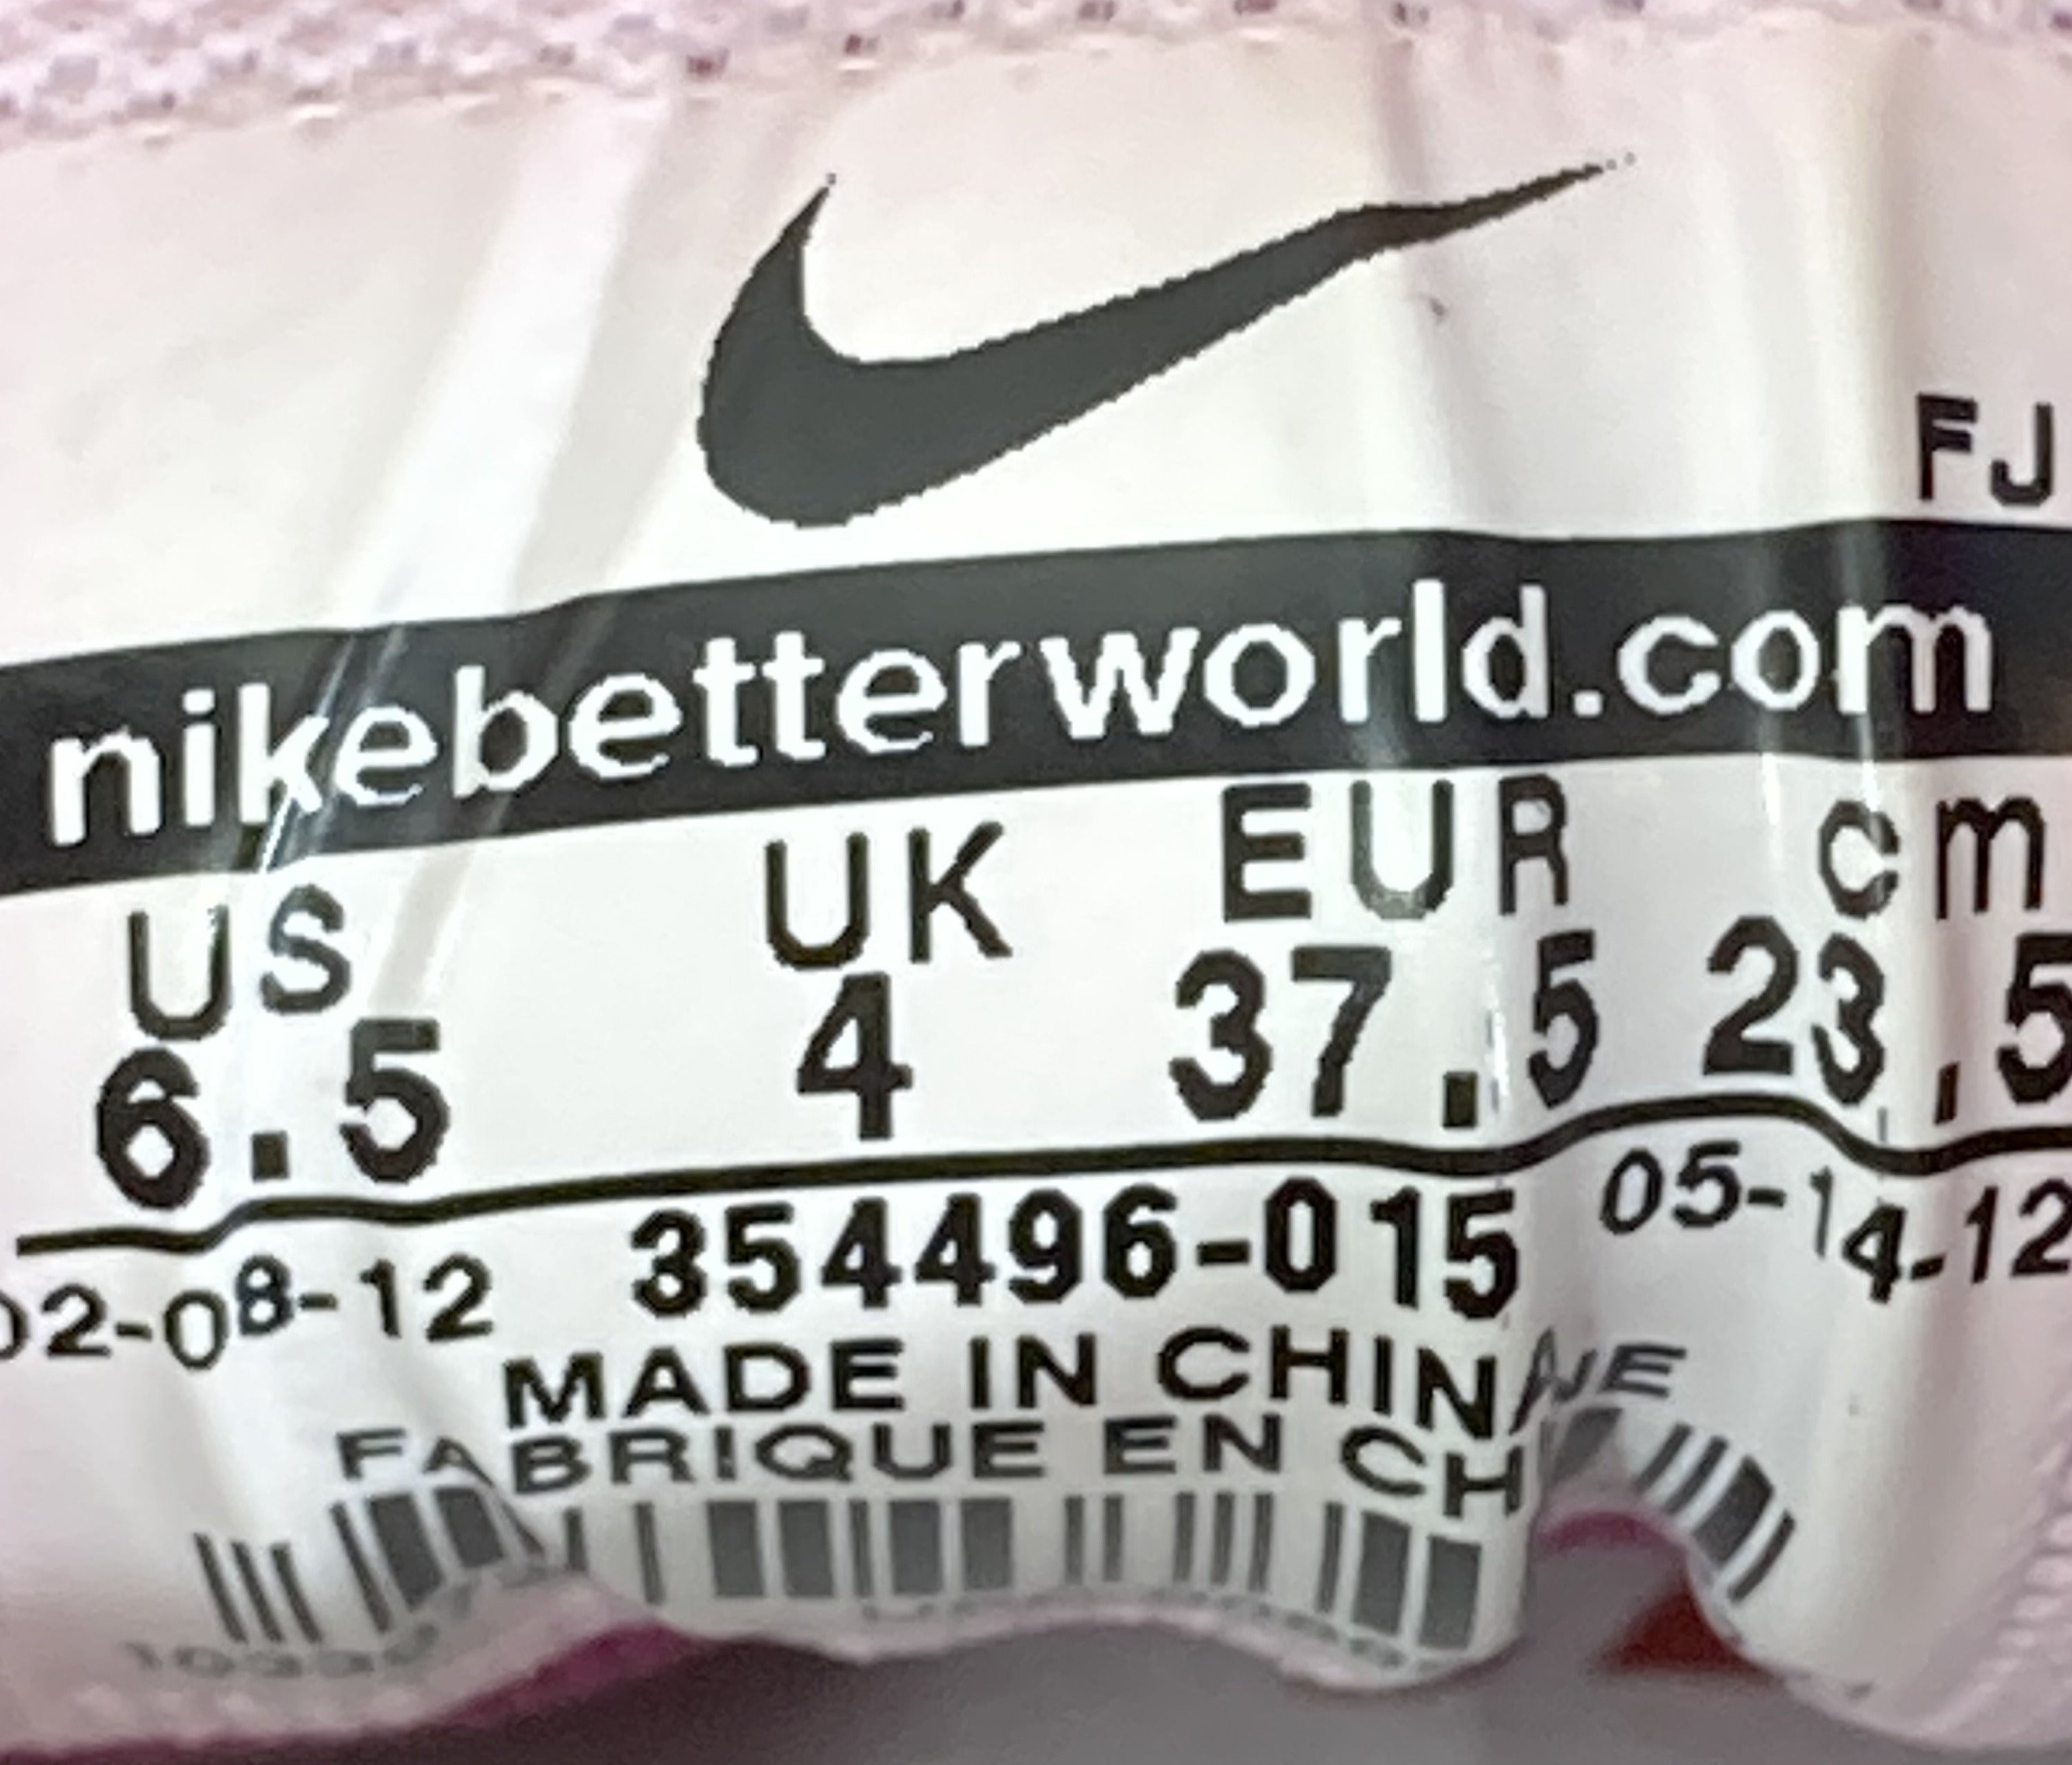 FJ
nikebetterworld.com
US UK EUR cm
6.5 4 37.5 23.5
02-08-12 354496-015 05-14-12
MADE IN CHINA
FABRIQUE EN CH NE